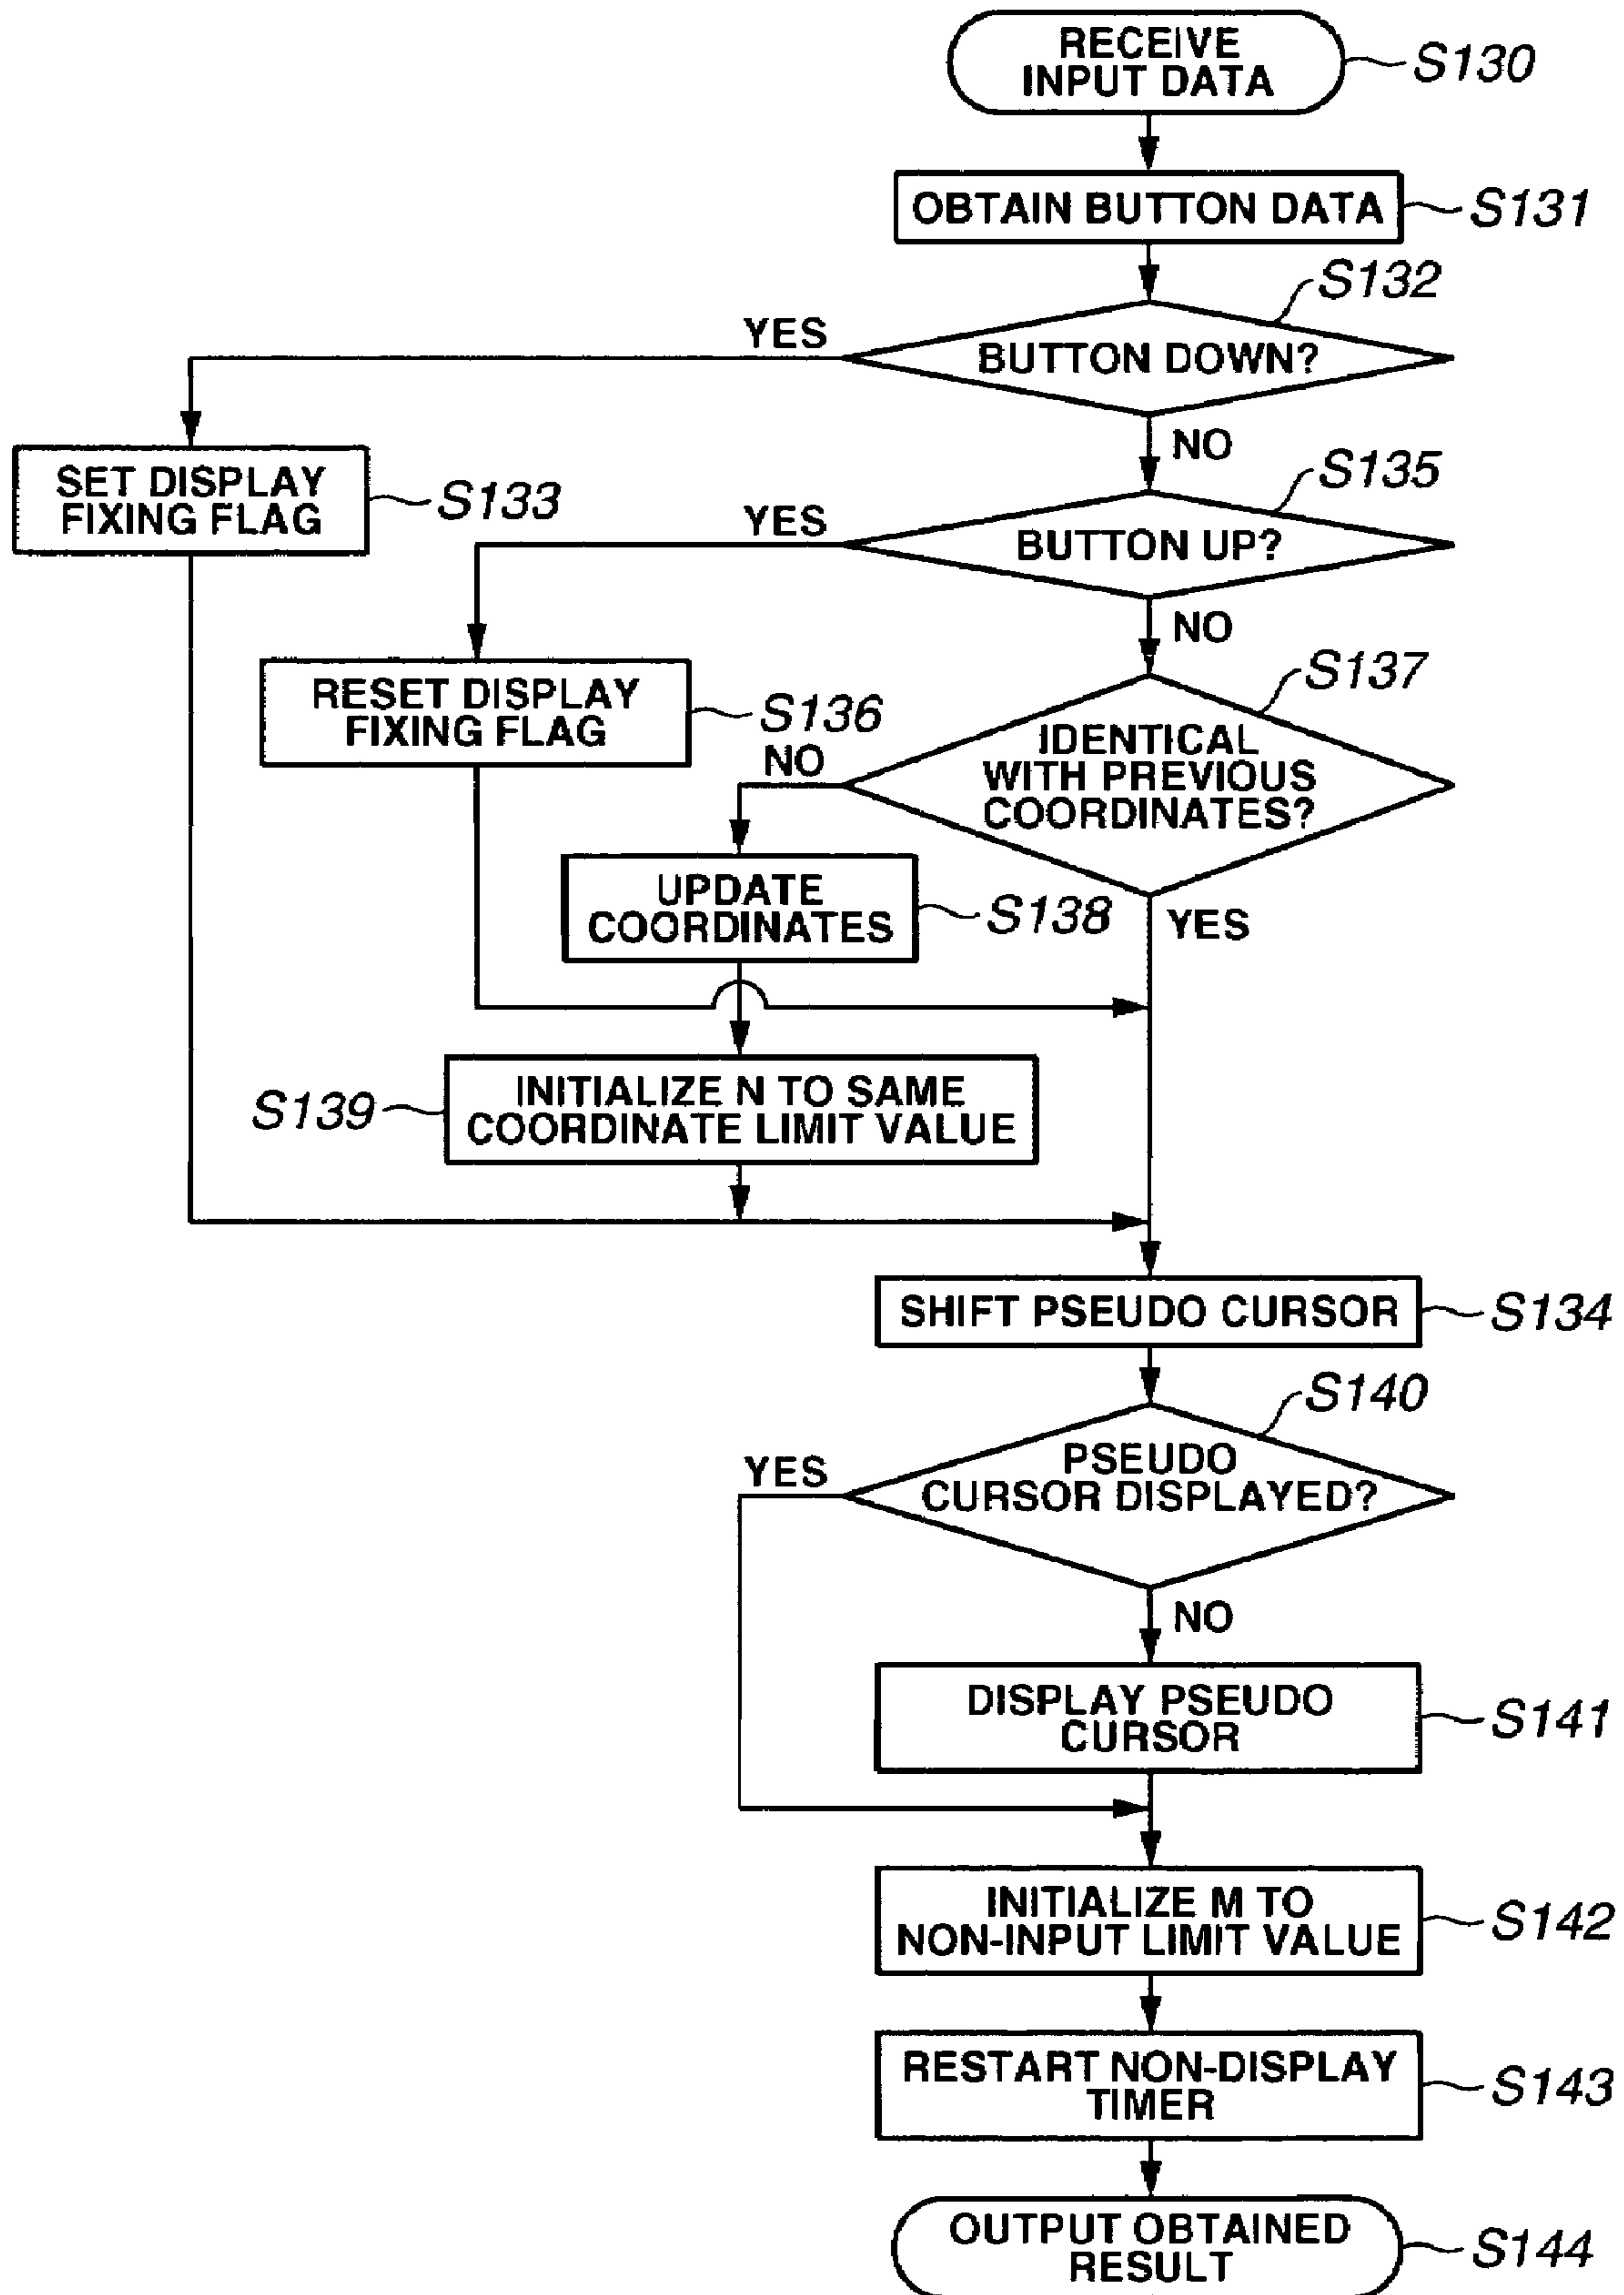 RECEIVE
INPUT DATA
S130
OBTAIN BUTTON DATA
S131
S132
YES
BUTTON DOWN?
NO
SET DISPLAY
FIXING FLAG
S133
S135
YES
BUTTON UP?
NO
RESET DISPLAY
FIXING FLAG
S136
S137
NO
IDENTICAL
WITH PREVIOUS
COORDINATES?
UPDATE
COORDINATES
S138
YES
S139
INITIALIZE N TO SAME
COORDINATE LIMIT VALUE
SHIFT PSEUDO CURSOR
S134
S140
YES
PSEUDO
CURSOR DISPLAYED?
NO
DISPLAY PSEUDO
CURSOR
S141
INITIALIZE M TO
NON-INPUT LIMIT VALUE
S142
RESTART NON-DISPLAY
TIMER
S143
OUTPUT OBTAINED
RESULT
S144